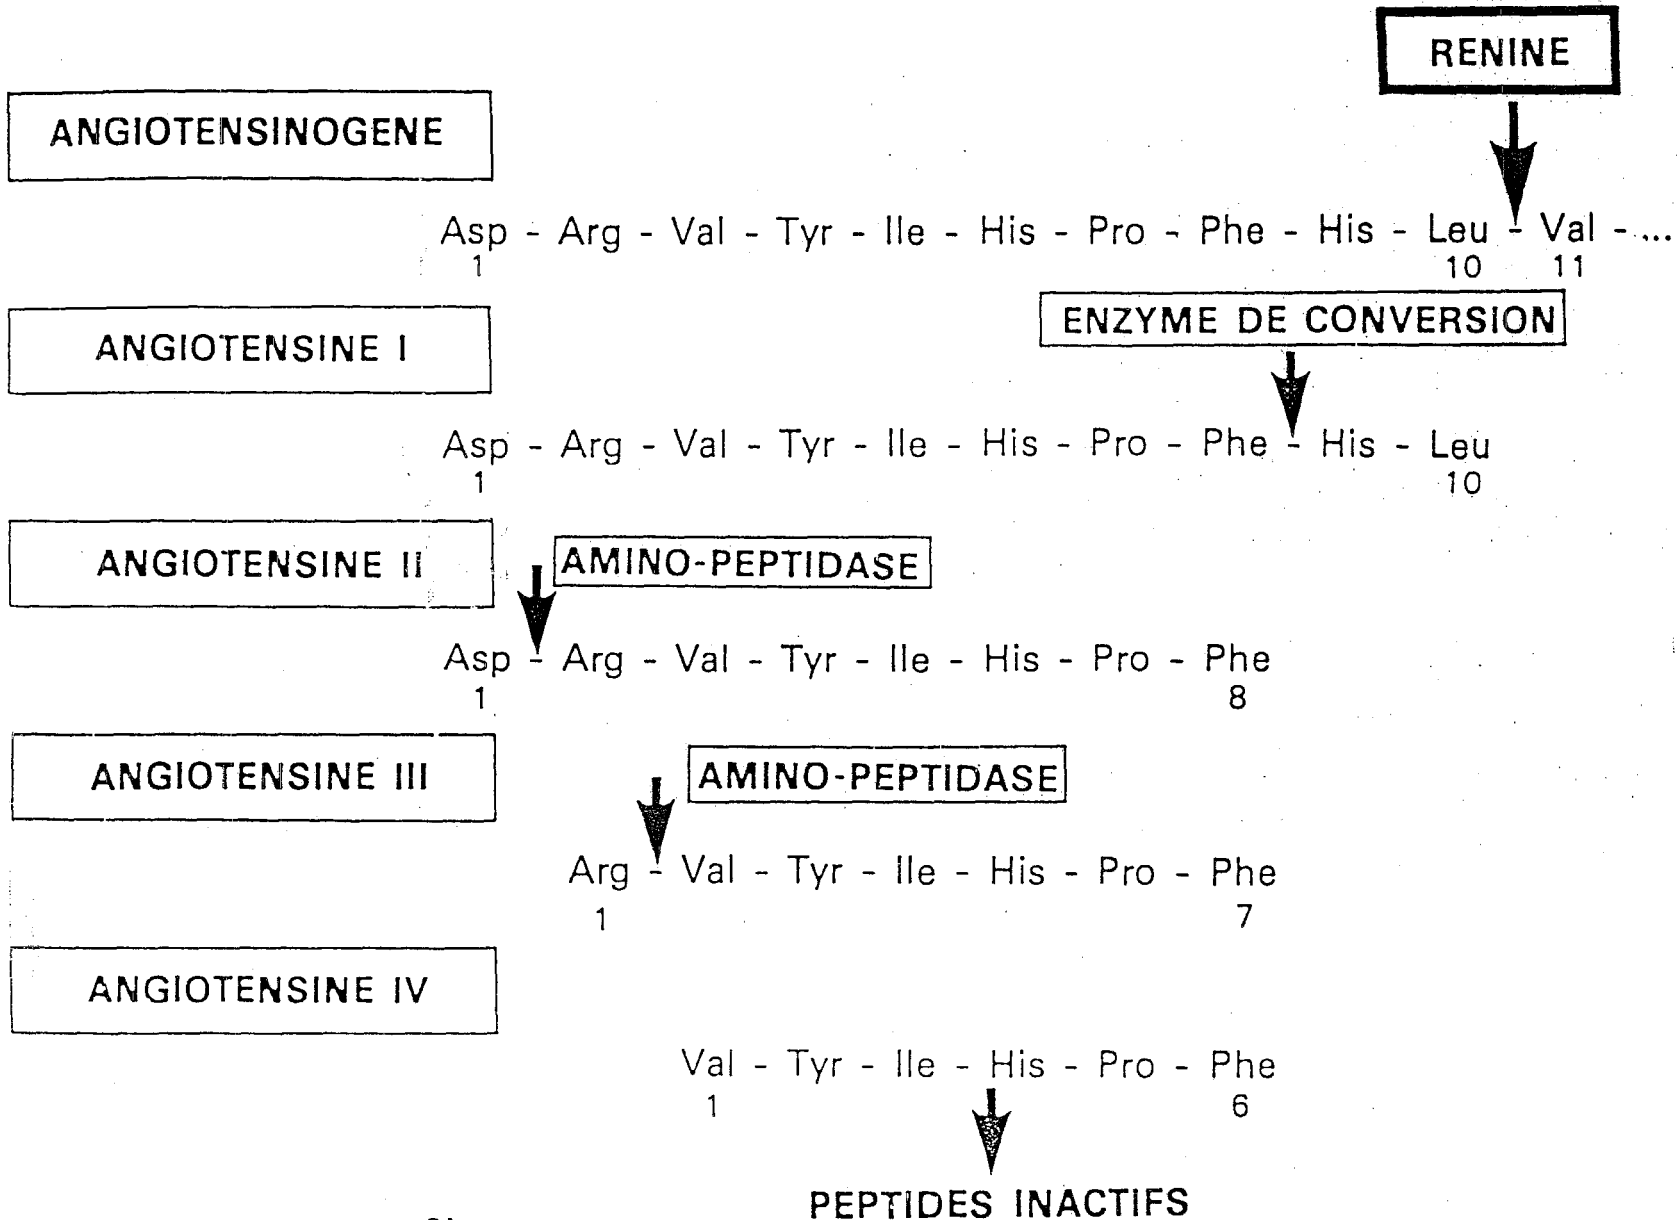 RENINE
ANGIOTENSINOGENE
Asp - Arg - Val - Tyr - Ile - His - Pro - Phe - His - Leu - Val - ...
1 10 11
ENZYME DE CONVERSION
ANGIOTENSINE I
Asp - Arg - Val - Tyr - Ile - His - Pro - Phe - His - Leu
1 10
ANGIOTENSINE II
AMINO-PEPTIDASE
Asp - Arg - Val - Tyr - Ile - His - Pro - Phe
1 8
ANGIOTENSINE III
AMINO-PEPTIDASE
Arg - Val - Tyr - Ile - His - Pro - Phe
1 7
ANGIOTENSINE IV
Val - Tyr - Ile - His - Pro - Phe
1 6
PEPTIDES INACTIFS